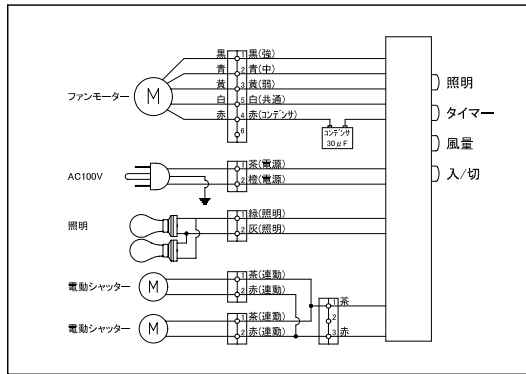 黒 1 黒(強)
青 2 青(中)
黄 3 黄(弱)
ファンモーター M 白 5 白(共通)
赤 4 赤(コンデンサ)
6
コンデンサ
30μF
照明
タイマー
風量
入/切
AC100V
1 茶(電源)
2 橙(電源)
照明
1 緑(照明)
2 灰(照明)
電動シャッター M
1 茶(連動)
2 赤(連動)
電動シャッター M
1 茶(連動)
2 赤(連動)
1 茶
2
3 赤